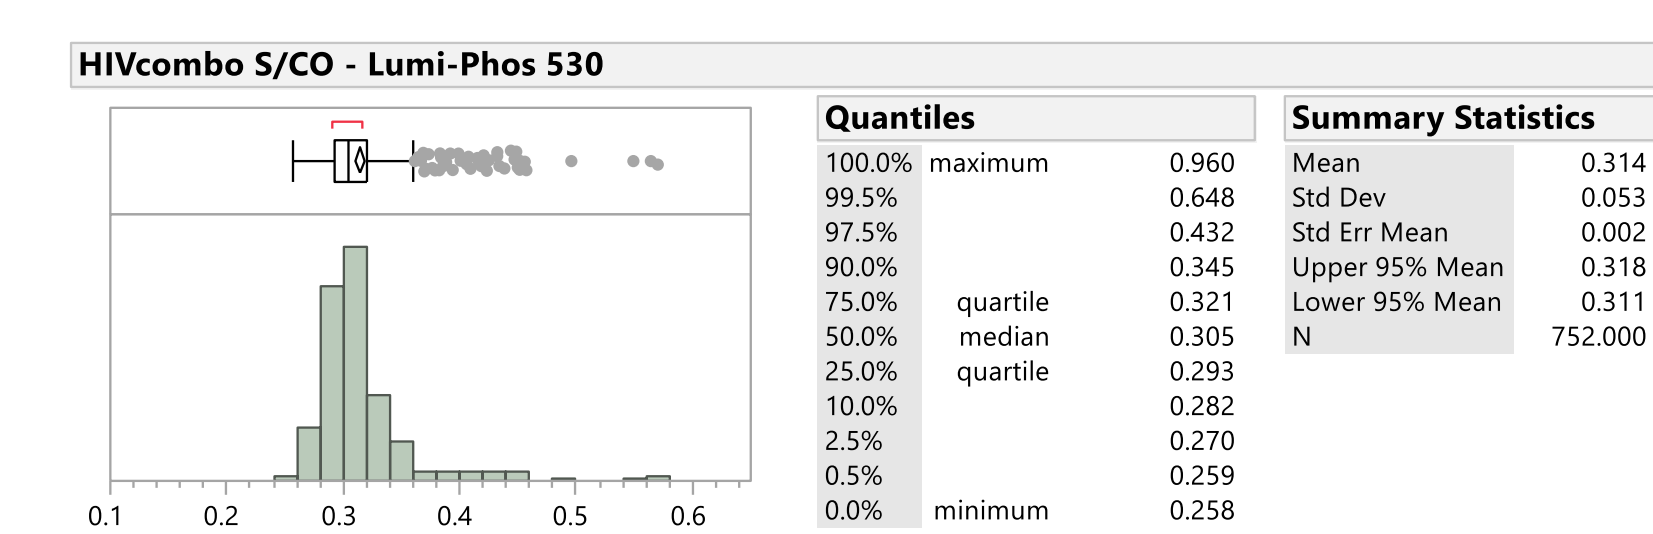 HIVcombo S/CO - Lumi-Phos 530
Quantiles
100.0% maximum 0.960
99.5% 0.648
97.5% 0.432
90.0% 0.345
75.0% quartile 0.321
50.0% median 0.305
25.0% quartile 0.293
10.0% 0.282
2.5% 0.270
0.5% 0.259
0.0% minimum 0.258
Summary Statistics
Mean 0.314
Std Dev 0.053
Std Err Mean 0.002
Upper 95% Mean 0.318
Lower 95% Mean 0.311
N 752.000
0.1 0.2 0.3 0.4 0.5 0.6